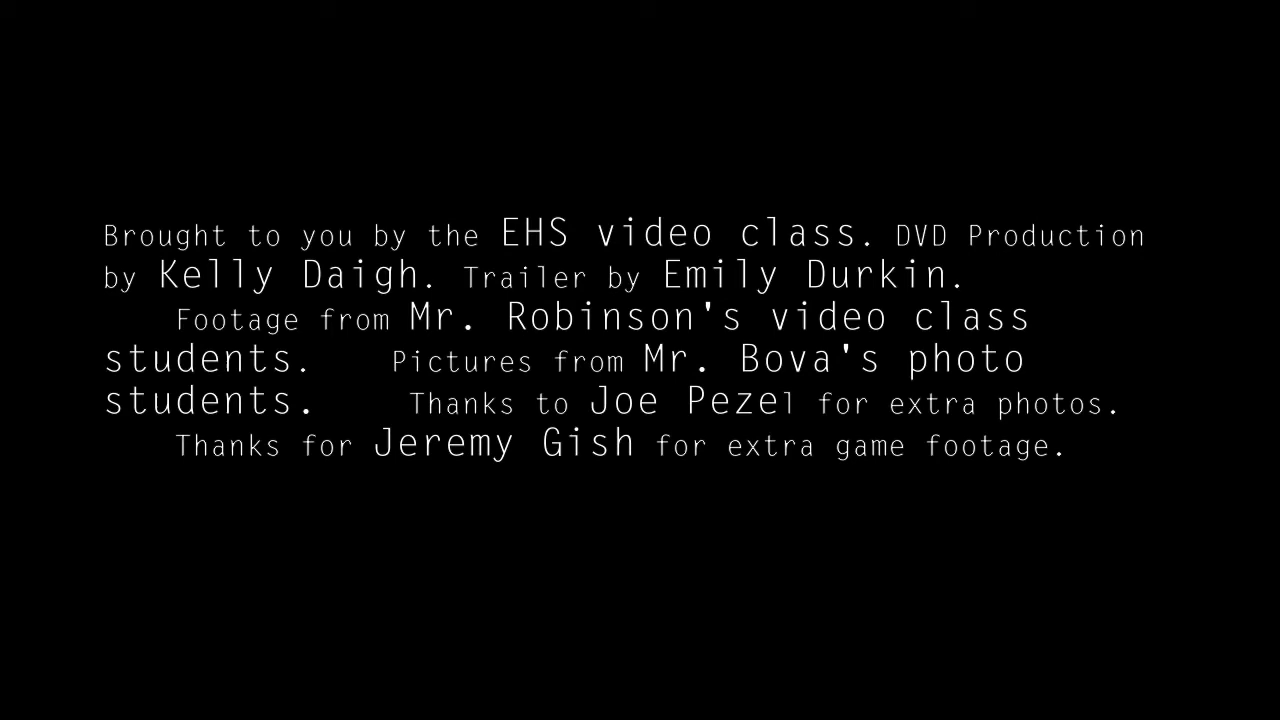 Brought to you by the EHS video class. DVD Production
by Kelly Daigh. Trailer by Emily Durkin.
Footage from Mr. Robinson's video class
students. Pictures from Mr. Bova's photo
students. Thanks to Joe Pezel for extra photos.
Thanks for Jeremy Gish for extra game footage.